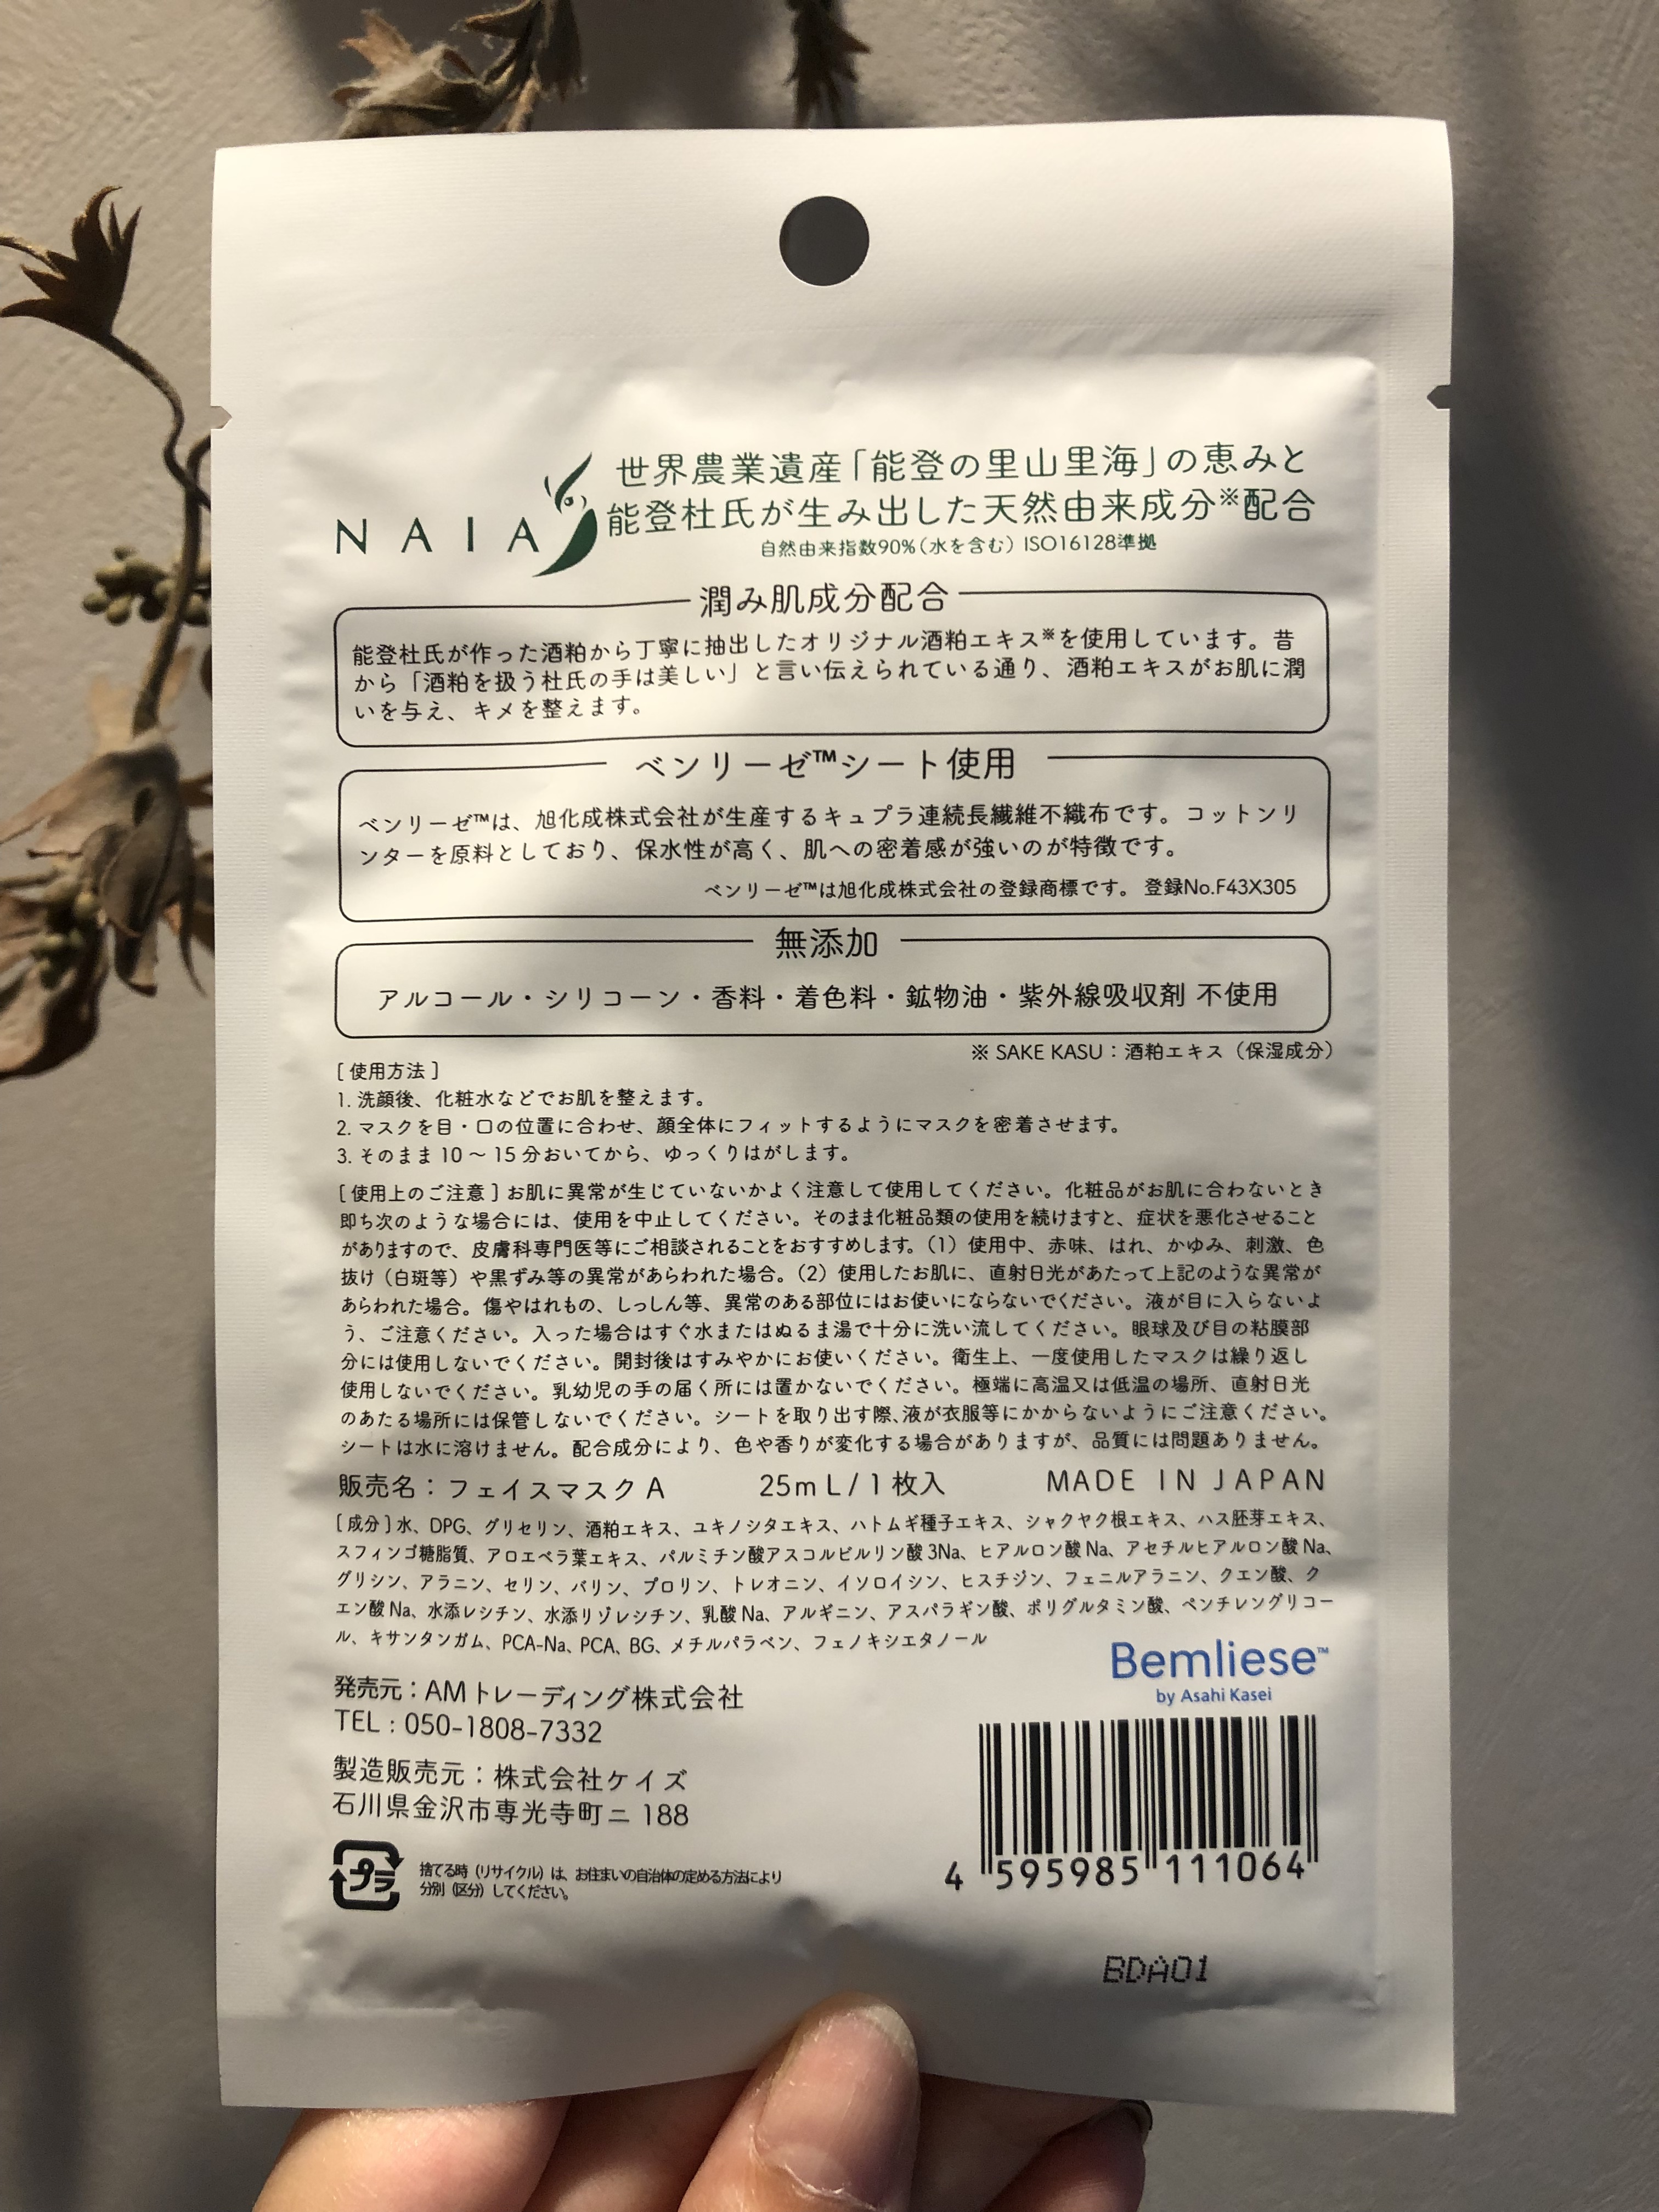 NAIA
世界農業遺産「能登の里山里海」の恵みと
能登杜氏が生み出した天然由来成分※配合
自然由来指数90%(水を含む) ISO16128準拠
潤み肌成分配合
能登杜氏が作った酒粕から丁寧に抽出したオリジナル酒粕エキス※を使用しています。昔
から「酒粕を扱う杜氏の手は美しい」と言い伝えられている通り、酒粕エキスがお肌に潤
いを与え、キメを整えます。
ベンリーゼ™シート使用
ベンリーゼ™は、旭化成株式会社が生産するキュプラ連続長繊維不織布です。コットンリ
ンターを原料としており、保水性が高く、肌への密着感が強いのが特徴です。
ベンリーゼ™は旭化成株式会社の登録商標です。 登録No.F43X305
無添加
アルコール・シリコーン・香料・着色料・鉱物油・紫外線吸収剤 不使用
※ SAKE KASU：酒粕エキス（保湿成分）
[ 使用方法 ]
1. 洗顔後、化粧水などでお肌を整えます。
2. マスクを目・口の位置に合わせ、顔全体にフィットするようにマスクを密着させます。
3. そのまま 10 ～ 15 分おいてから、ゆっくりはがします。
[ 使用上のご注意 ] お肌に異常が生じていないかよく注意して使用してください。化粧品がお肌に合わないとき
即ち次のような場合には、使用を中止してください。そのまま化粧品類の使用を続けますと、症状を悪化させること
がありますので、皮膚科専門医等にご相談されることをおすすめします。（1）使用中、赤味、はれ、かゆみ、刺激、色
抜け（白斑等）や黒ずみ等の異常があらわれた場合。（2）使用したお肌に、直射日光があたって上記のような異常が
あらわれた場合。傷やはれもの、しっしん等、異常のある部位にはお使いにならないでください。液が目に入らないよ
う、ご注意ください。入った場合はすぐ水またはぬるま湯で十分に洗い流してください。眼球及び目の粘膜部
分には使用しないでください。開封後はすみやかにお使いください。衛生上、一度使用したマスクは繰り返し
使用しないでください。乳幼児の手の届く所には置かないでください。極端に高温又は低温の場所、直射日光
のあたる場所には保管しないでください。シートを取り出す際、液が衣服等にかからないようにご注意ください。
シートは水に溶けません。配合成分により、色や香りが変化する場合がありますが、品質には問題ありません。
販売名：フェイスマスク A 25mL/1枚入 MADE IN JAPAN
[ 成分 ] 水、DPG、グリセリン、酒粕エキス、ユキノシタエキス、ハトムギ種子エキス、シャクヤク根エキス、ハス胚芽エキス、
スフィンゴ糖脂質、アロエベラ葉エキス、パルミチン酸アスコルビルリン酸 3Na、ヒアルロン酸 Na、アセチルヒアルロン酸 Na、
グリシン、アラニン、セリン、バリン、プロリン、トレオニン、イソロイシン、ヒスチジン、フェニルアラニン、クエン酸、ク
エン酸 Na、水添レシチン、水添リゾレシチン、乳酸 Na、アルギニン、アスパラギン酸、ポリグルタミン酸、ペンチレングリコー
ル、キサンタンガム、PCA-Na、PCA、BG、メチルパラベン、フェノキシエタノール
Bemliese™
by Asahi Kasei
発売元：AMトレーディング株式会社
TEL：050-1808-7332
製造販売元：株式会社ケイズ
石川県金沢市専光寺町ニ 188
プラ
捨てる時（リサイクル）は、お住まいの自治体の定める方法により
分別（区分）してください。
4 595985 111064
BDA01